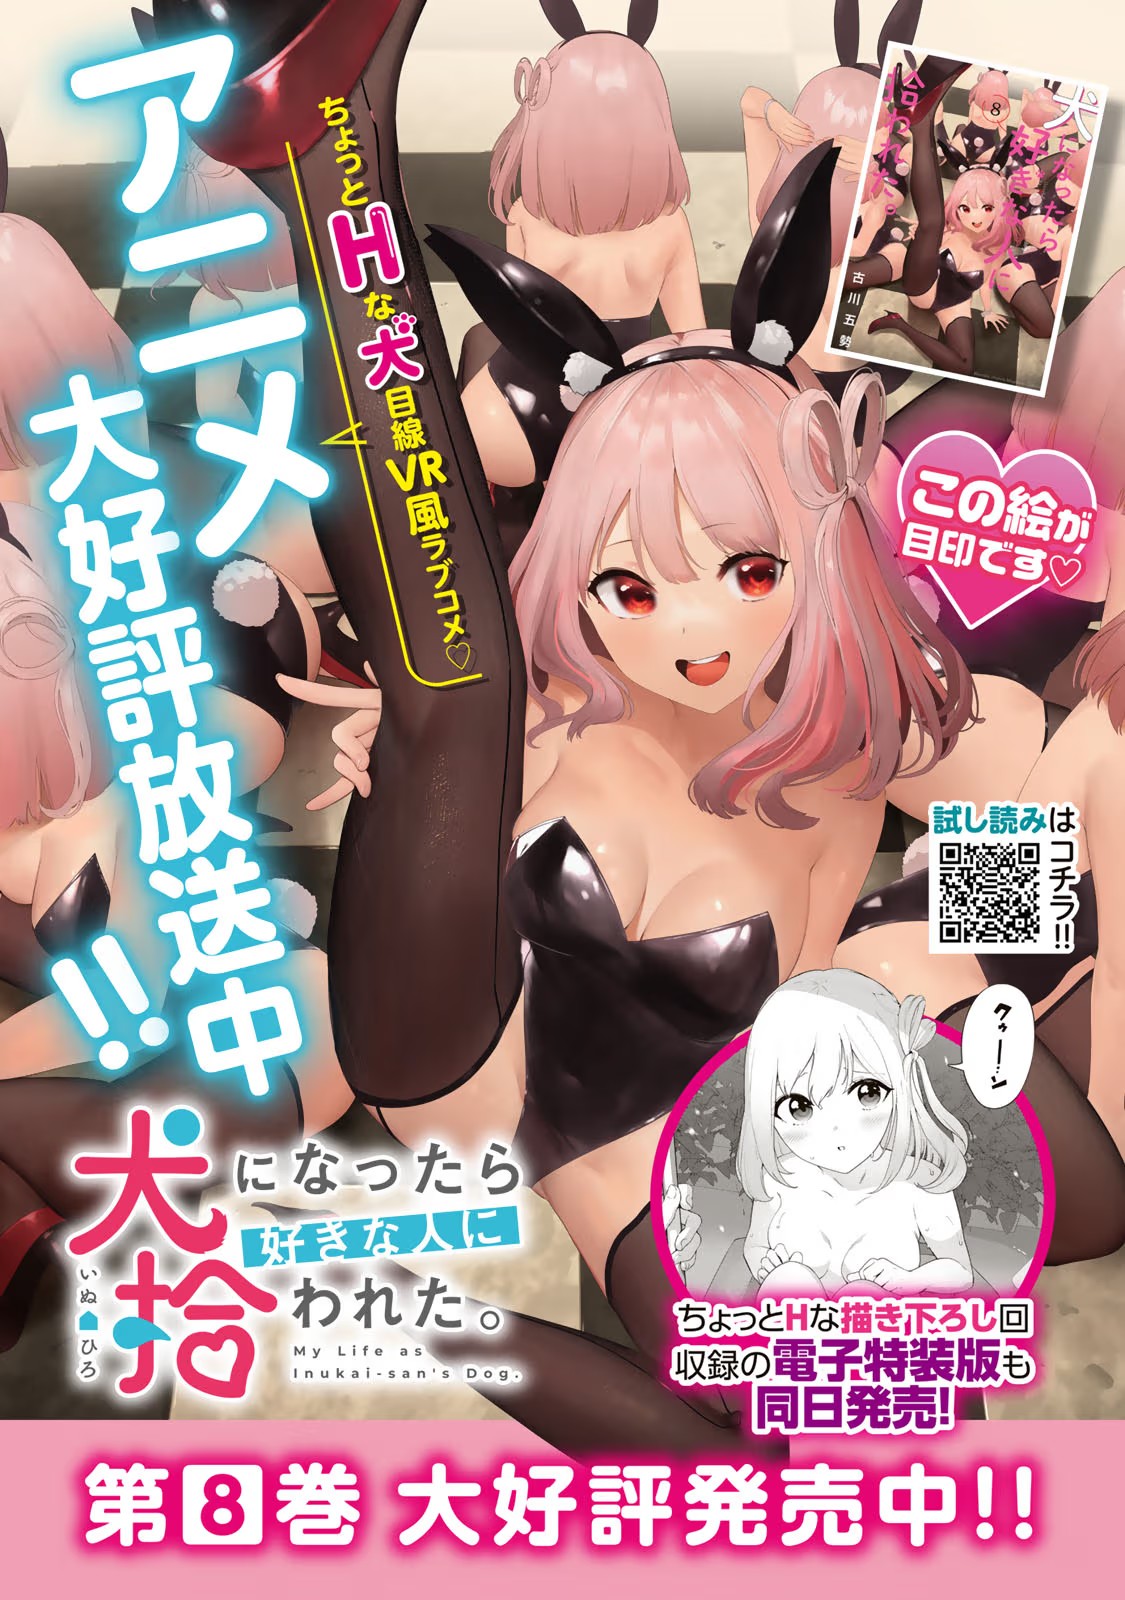 アニメ
大好評放送中
!!
ちょっとHな犬目線VR風ラブコメ♡
犬になったら
好きな人に
拾われた。
8
古川五勢
この絵が
目印です♡
試し読みは
コチラ!!
クゥーーン
犬になったら
好きな人に
拾われた。
いぬひろ
My Life as
Inukai-san's Dog.
ちょっとHな描き下ろし回
収録の電子特装版も
同日発売!
第8巻 大好評発売中!!